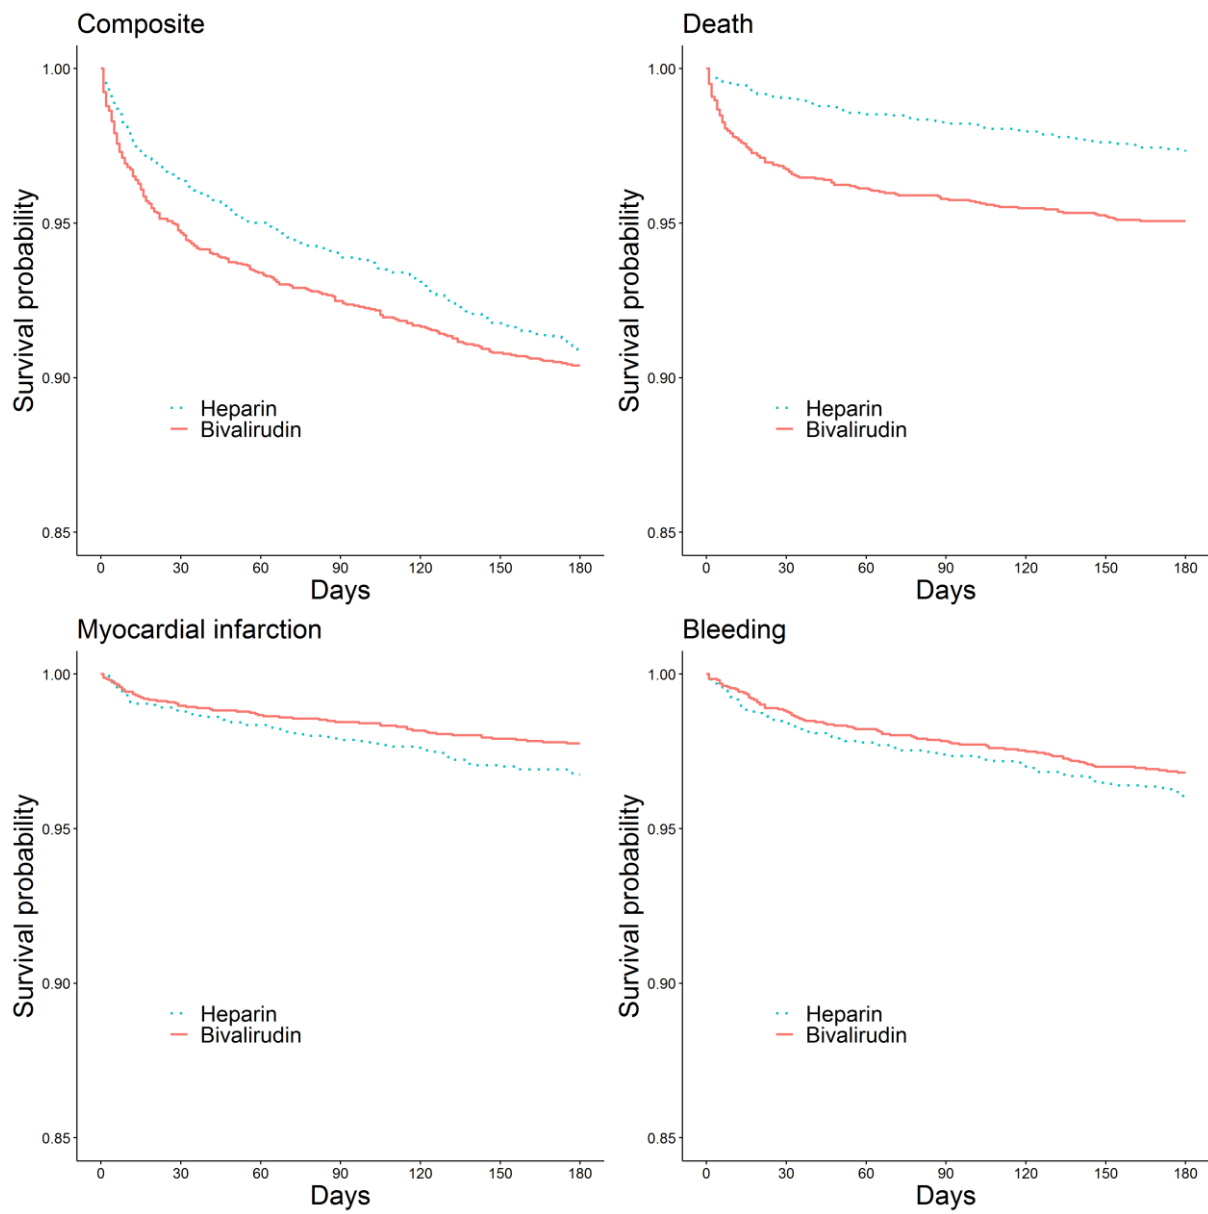 Composite
Survival probability
1.00
0.95
0.90
0.85
Heparin
Bivalirudin
0 30 60 90 120 150 180
Days
Death
Survival probability
1.00
0.95
0.90
0.85
Heparin
Bivalirudin
0 30 60 90 120 150 180
Days
Myocardial infarction
Survival probability
1.00
0.95
0.90
0.85
Heparin
Bivalirudin
0 30 60 90 120 150 180
Days
Bleeding
Survival probability
1.00
0.95
0.90
0.85
Heparin
Bivalirudin
0 30 60 90 120 150 180
Days